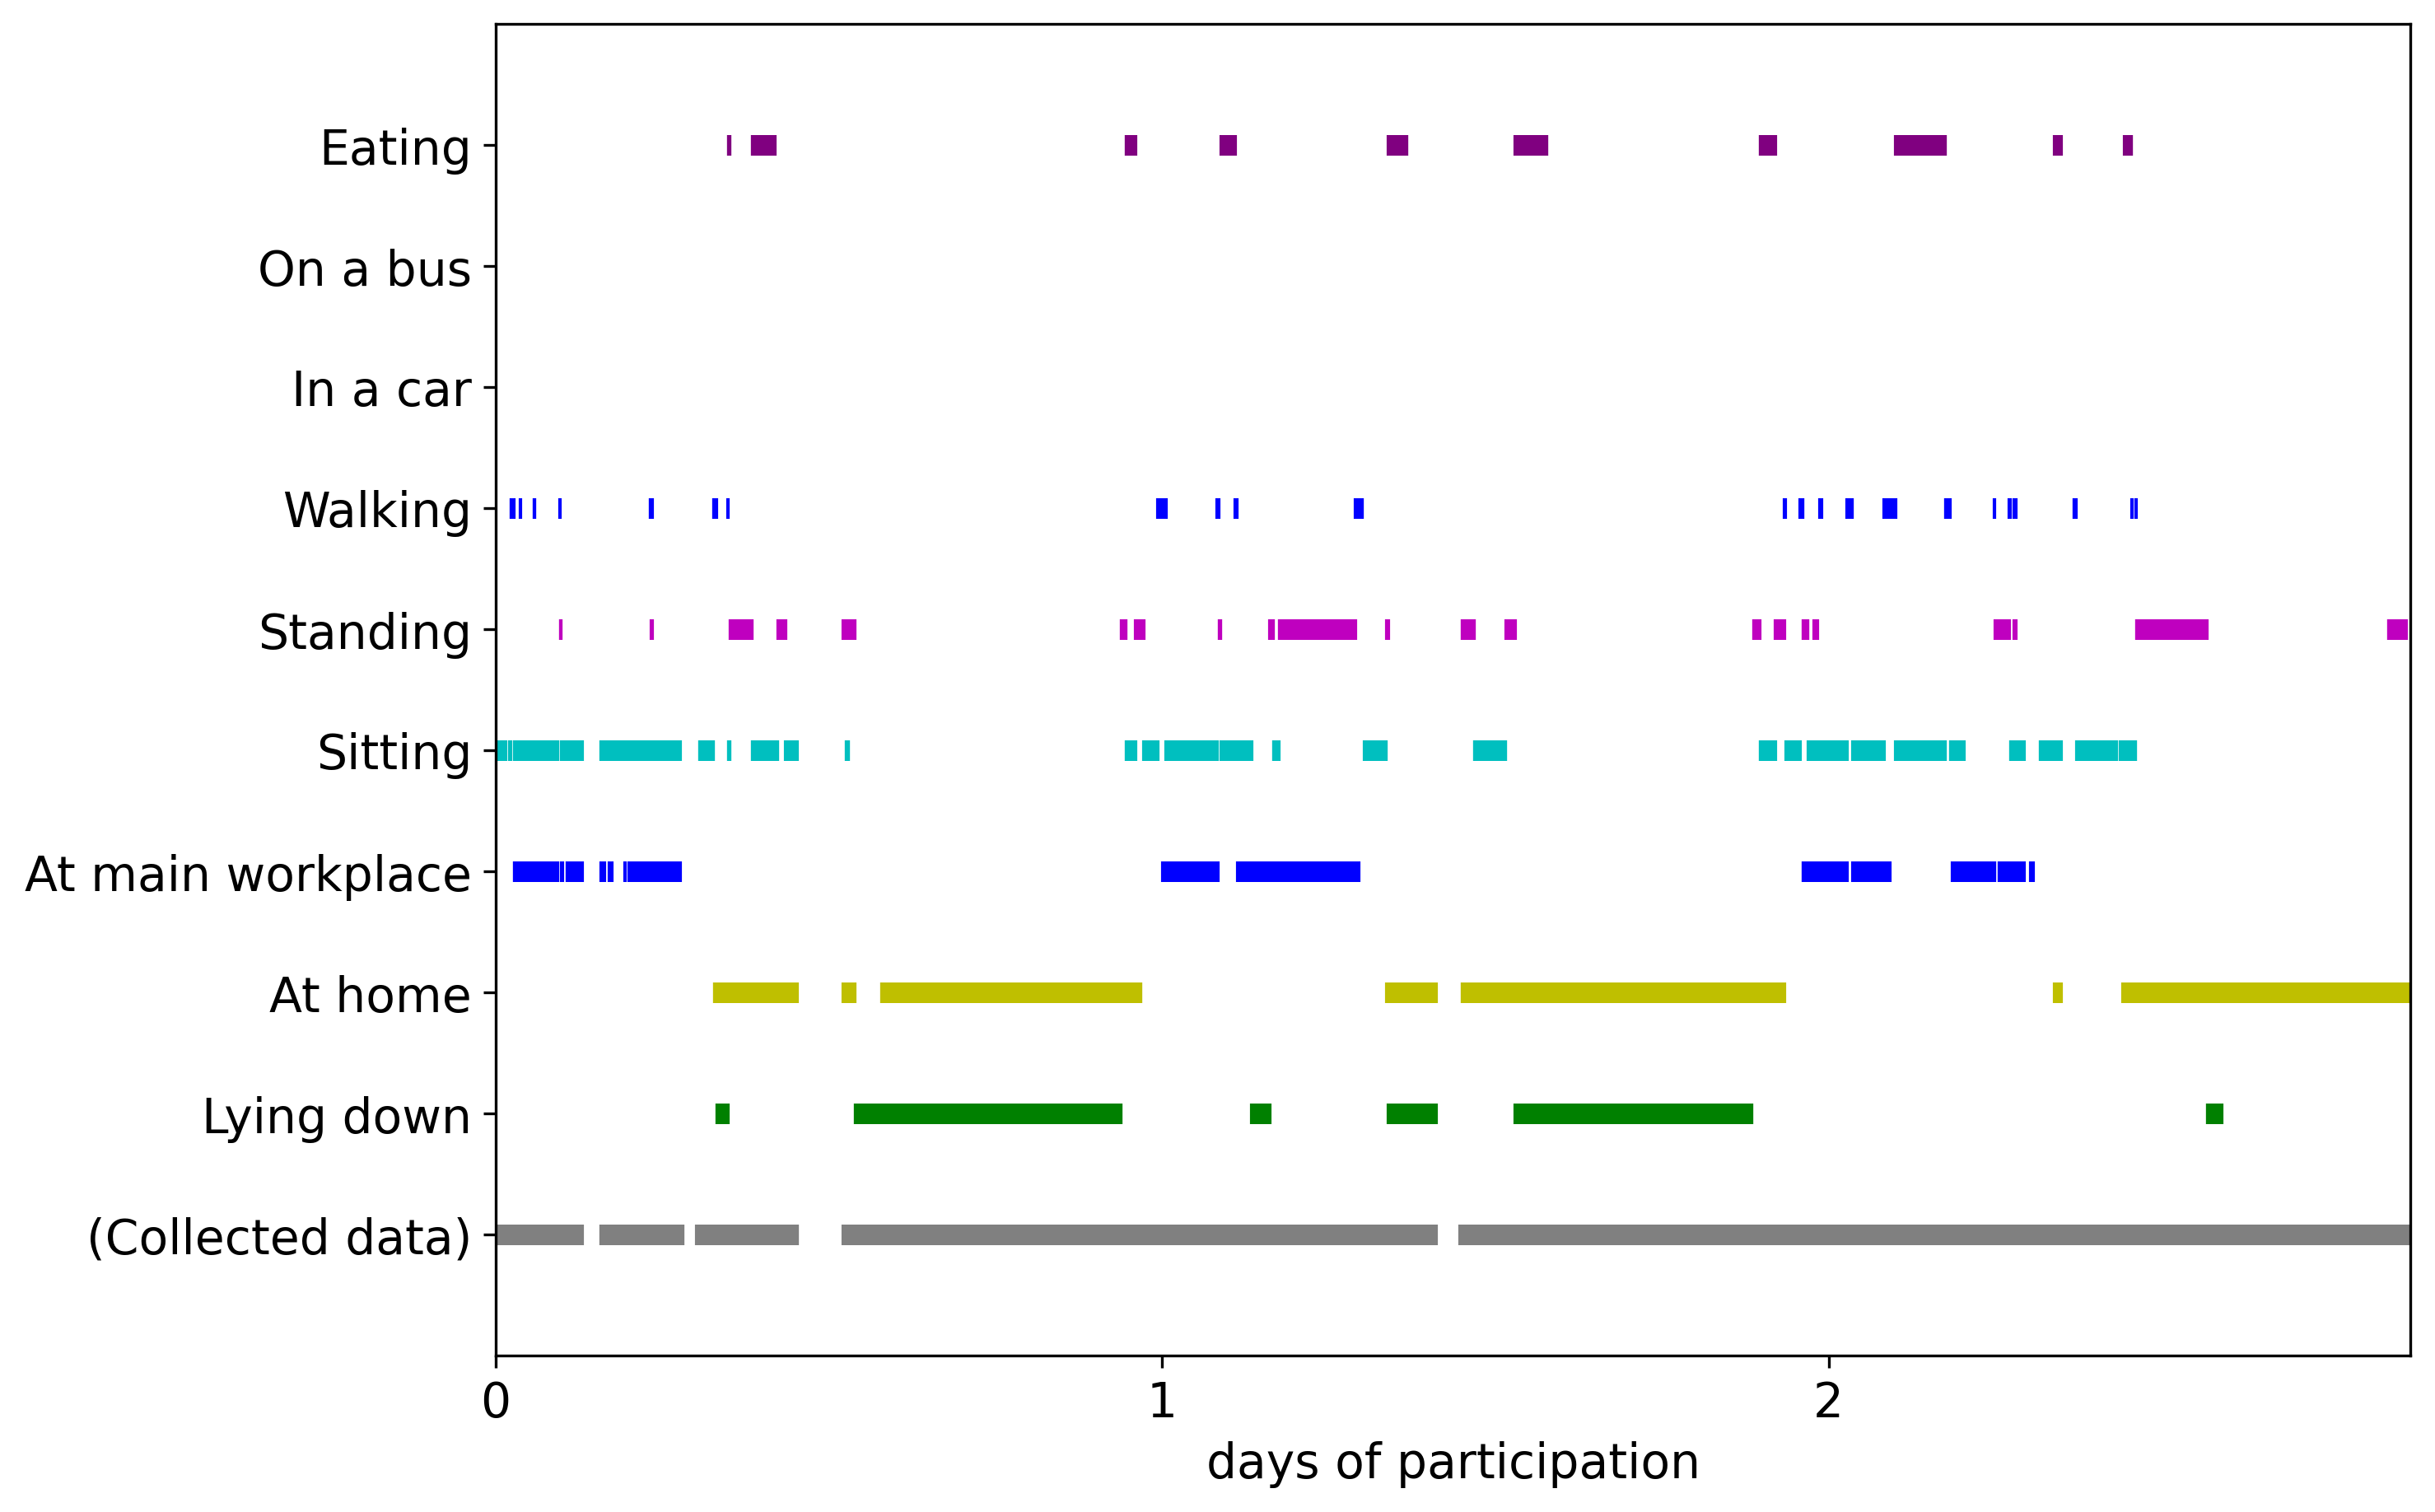 Eating
On a bus
In a car
Walking
Standing
Sitting
At main workplace
At home
Lying down
(Collected data)
0 1 2
days of participation